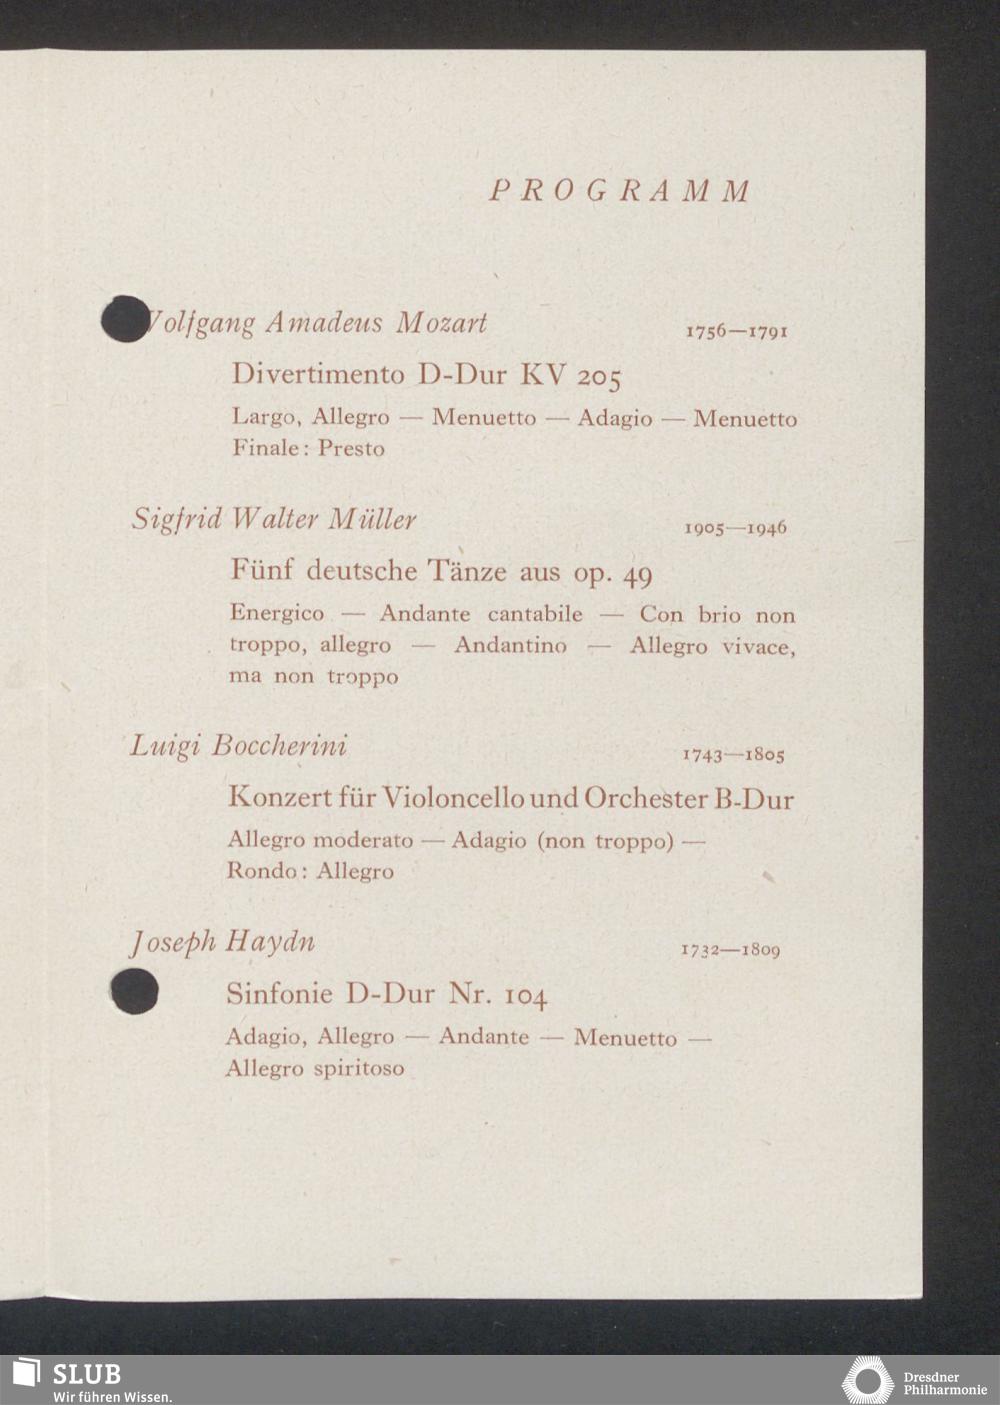 PROGRAMM
Wolfgang Amadeus Mozart 1756—1791
Divertimento D-Dur KV 205
Largo, Allegro — Menuetto — Adagio — Menuetto
Finale: Presto
Sigfrid Walter Müller 1905—1946
Fünf deutsche Tänze aus op. 49
Energico — Andante cantabile — Con brio non
troppo, allegro — Andantino — Allegro vivace,
ma non troppo
Luigi Boccherini 1743—1805
Konzert für Violoncello und Orchester B-Dur
Allegro moderato — Adagio (non troppo) —
Rondo: Allegro
Joseph Haydn 1732—1809
Sinfonie D-Dur Nr. 104
Adagio, Allegro — Andante — Menuetto —
Allegro spiritoso
SLUB
Wir führen Wissen.
Dresdner
Philharmonie